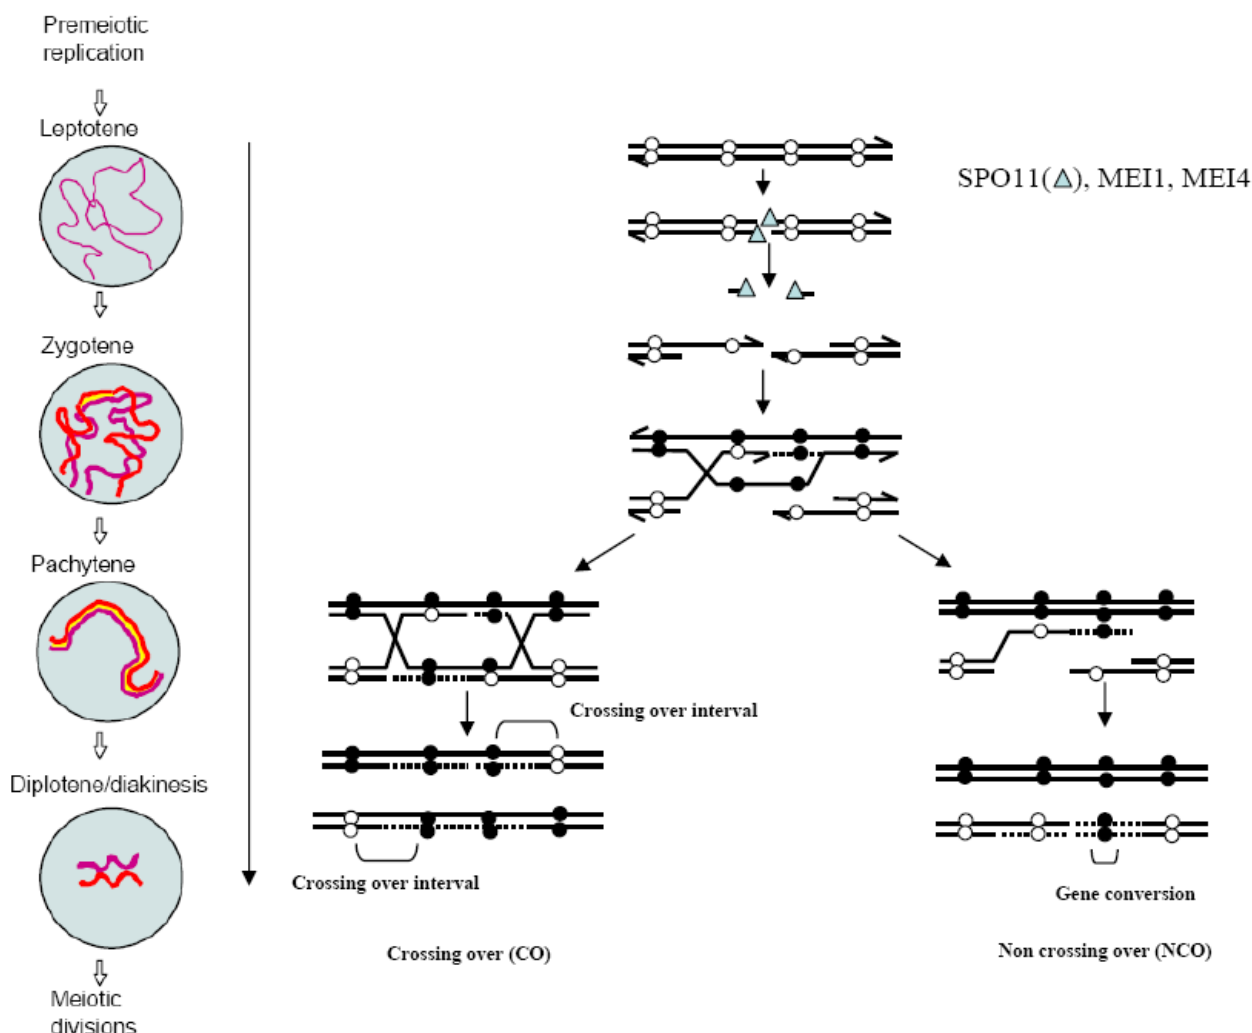 Premeiotic
replication
Leptotene
Zygotene
Pachytene
Diplotene/diakinesis
Meiotic
divisions
SPO11(△), MEI1, MEI4
Crossing over interval
Crossing over interval
Crossing over (CO)
Gene conversion
Non crossing over (NCO)